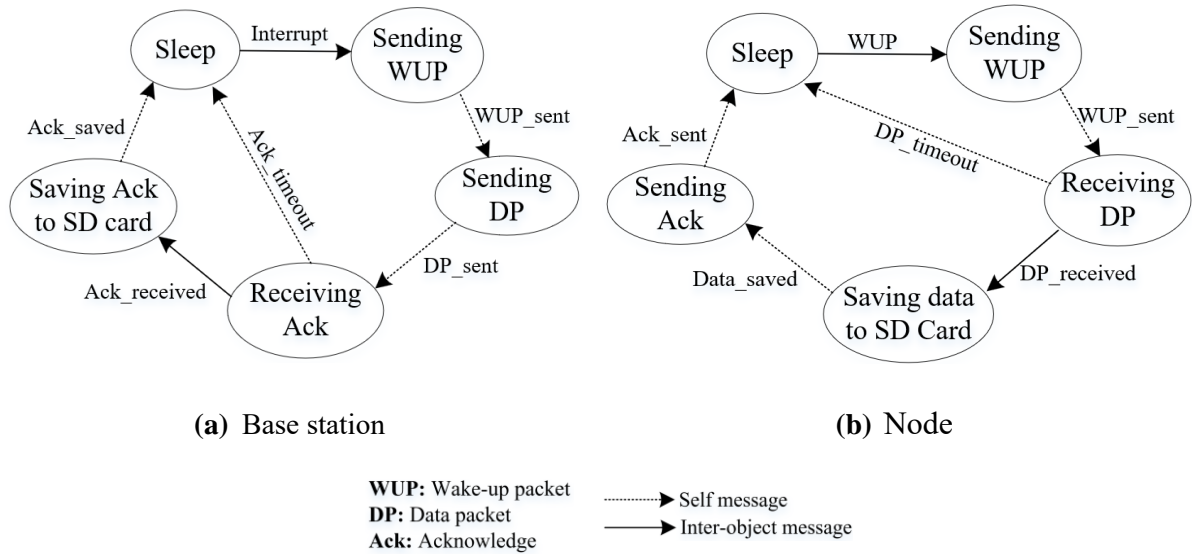 Sleep
Interrupt
Sending
WUP
WUP_sent
Sending
DP
DP_sent
Receiving
Ack
Ack_timeout
Ack_received
Saving Ack
to SD card
Ack_saved
(a) Base station
Sleep
WUP
Sending
WUP
WUP_sent
Receiving
DP
DP_timeout
DP_received
Saving data
to SD Card
Data_saved
Sending
Ack
Ack_sent
(b) Node
WUP: Wake-up packet
DP: Data packet
Ack: Acknowledge
Self message
Inter-object message